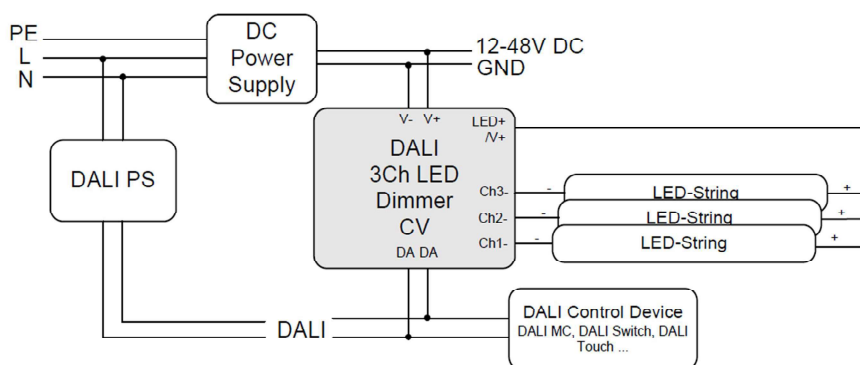 PE
L
N
DC
Power
Supply
12-48V DC
GND
V- V+
LED+
/V+
DALI
3Ch LED
Dimmer
CV
DA DA
Ch3-
Ch2-
Ch1-
- LED-String +
- LED-String +
- LED-String +
DALI PS
DALI
DALI Control Device
DALI MC, DALI Switch, DALI
Touch ...